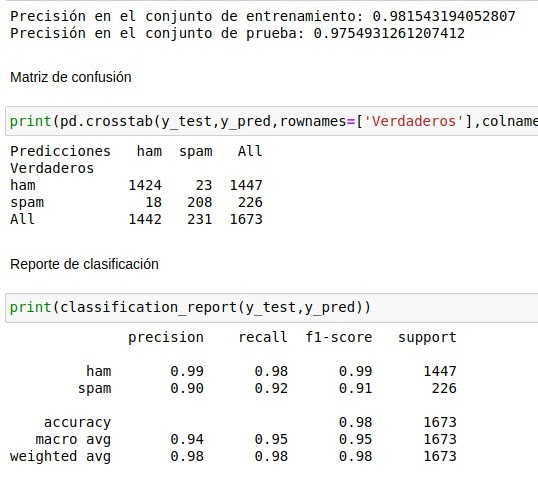 Precisión en el conjunto de entrenamiento: 0.981543194052807
Precisión en el conjunto de prueba: 0.9754931261207412
Matriz de confusión
print(pd.crosstab(y_test,y_pred,rownames=['Verdaderos'],colname
Predicciones ham spam All
Verdaderos
ham 1424 23 1447
spam 18 208 226
All 1442 231 1673
Reporte de clasificación
print(classification_report(y_test,y_pred))
precision recall f1-score support
ham 0.99 0.98 0.99 1447
spam 0.90 0.92 0.91 226
accuracy 0.98 1673
macro avg 0.94 0.95 0.95 1673
weighted avg 0.98 0.98 0.98 1673